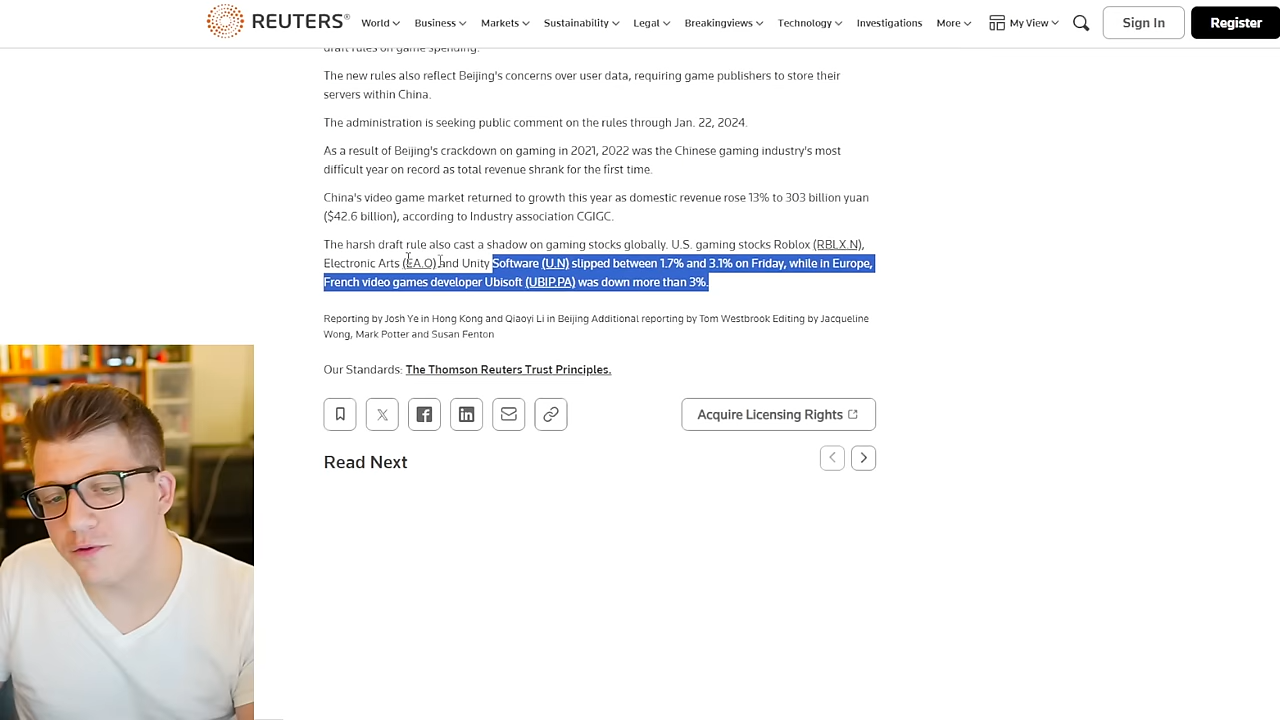 REUTERS®
World Business Markets Sustainability Legal Breakingviews Technology Investigations More My View Sign In Register
draft rules on game spending.
The new rules also reflect Beijing's concerns over user data, requiring game publishers to store their
servers within China.
The administration is seeking public comment on the rules through Jan. 22, 2024.
As a result of Beijing's crackdown on gaming in 2021, 2022 was the Chinese gaming industry's most
difficult year on record as total revenue shrank for the first time.
China's video game market returned to growth this year as domestic revenue rose 13% to 303 billion yuan
($42.6 billion), according to Industry association CGIGC.
The harsh draft rule also cast a shadow on gaming stocks globally. U.S. gaming stocks Roblox (RBLX.N),
Electronic Arts (EA.O) and Unity Software (U.N) slipped between 1.7% and 3.1% on Friday, while in Europe,
French video games developer Ubisoft (UBIP.PA) was down more than 3%.
Reporting by Josh Ye in Hong Kong and Qiaoyi Li in Beijing Additional reporting by Tom Westbrook Editing by Jacqueline
Wong, Mark Potter and Susan Fenton
Our Standards: The Thomson Reuters Trust Principles.
Acquire Licensing Rights
Read Next